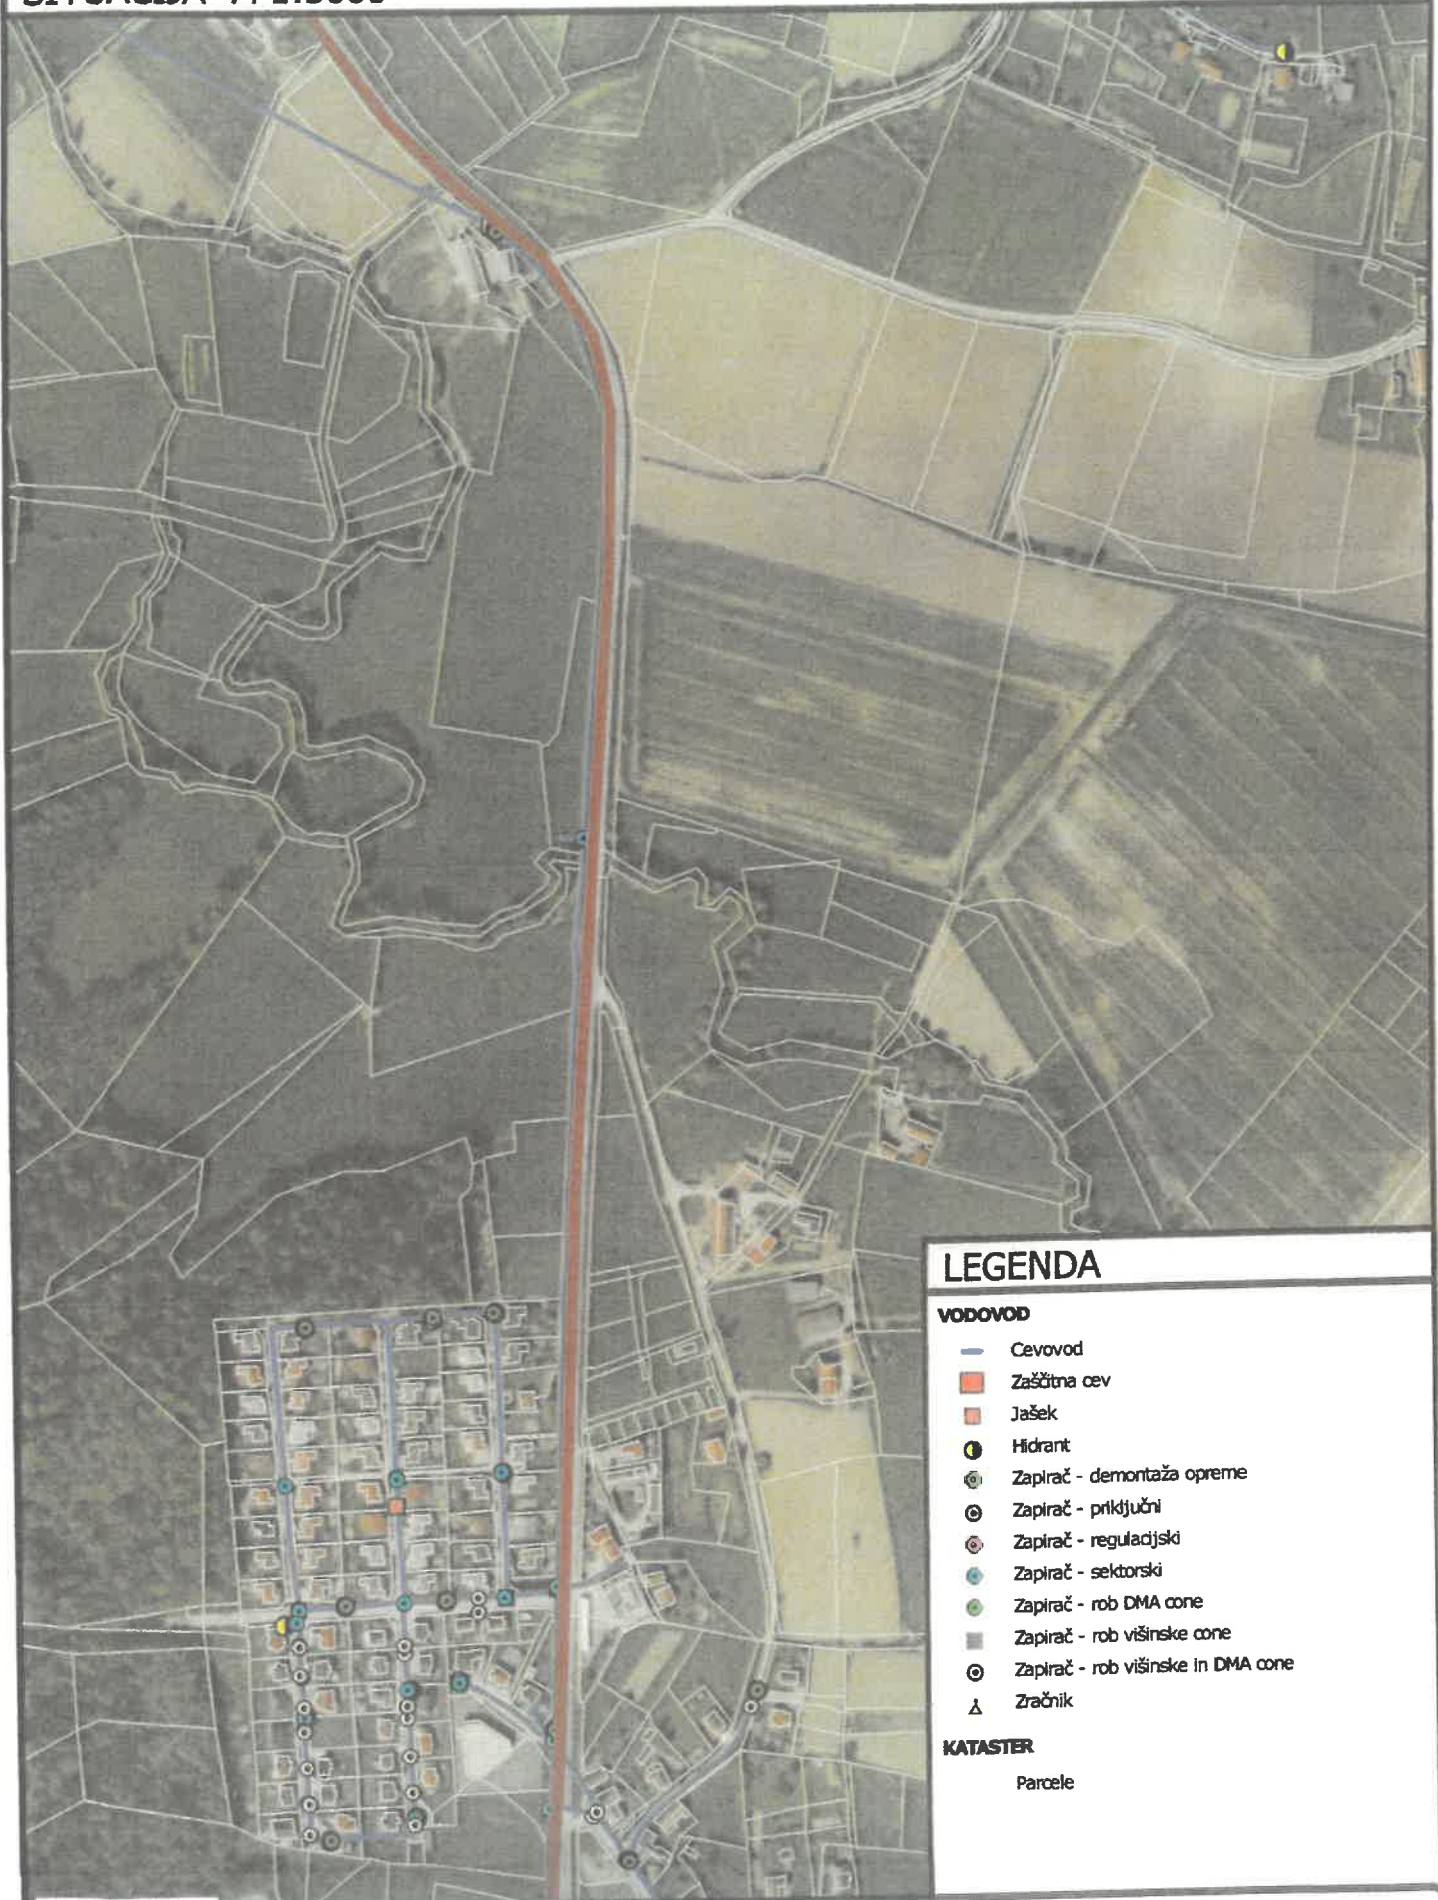 LEGENDA
VODOVOD
Cevovod
Zaščitna cev
Jašek
Hidrant
Zapirač - demontaža opreme
Zapirač - priključni
Zapirač - regulacijski
Zapirač - sektorski
Zapirač - rob DMA cone
Zapirač - rob višinske cone
Zapirač - rob višinske in DMA cone
Zračnik
KATASTER
Parcele